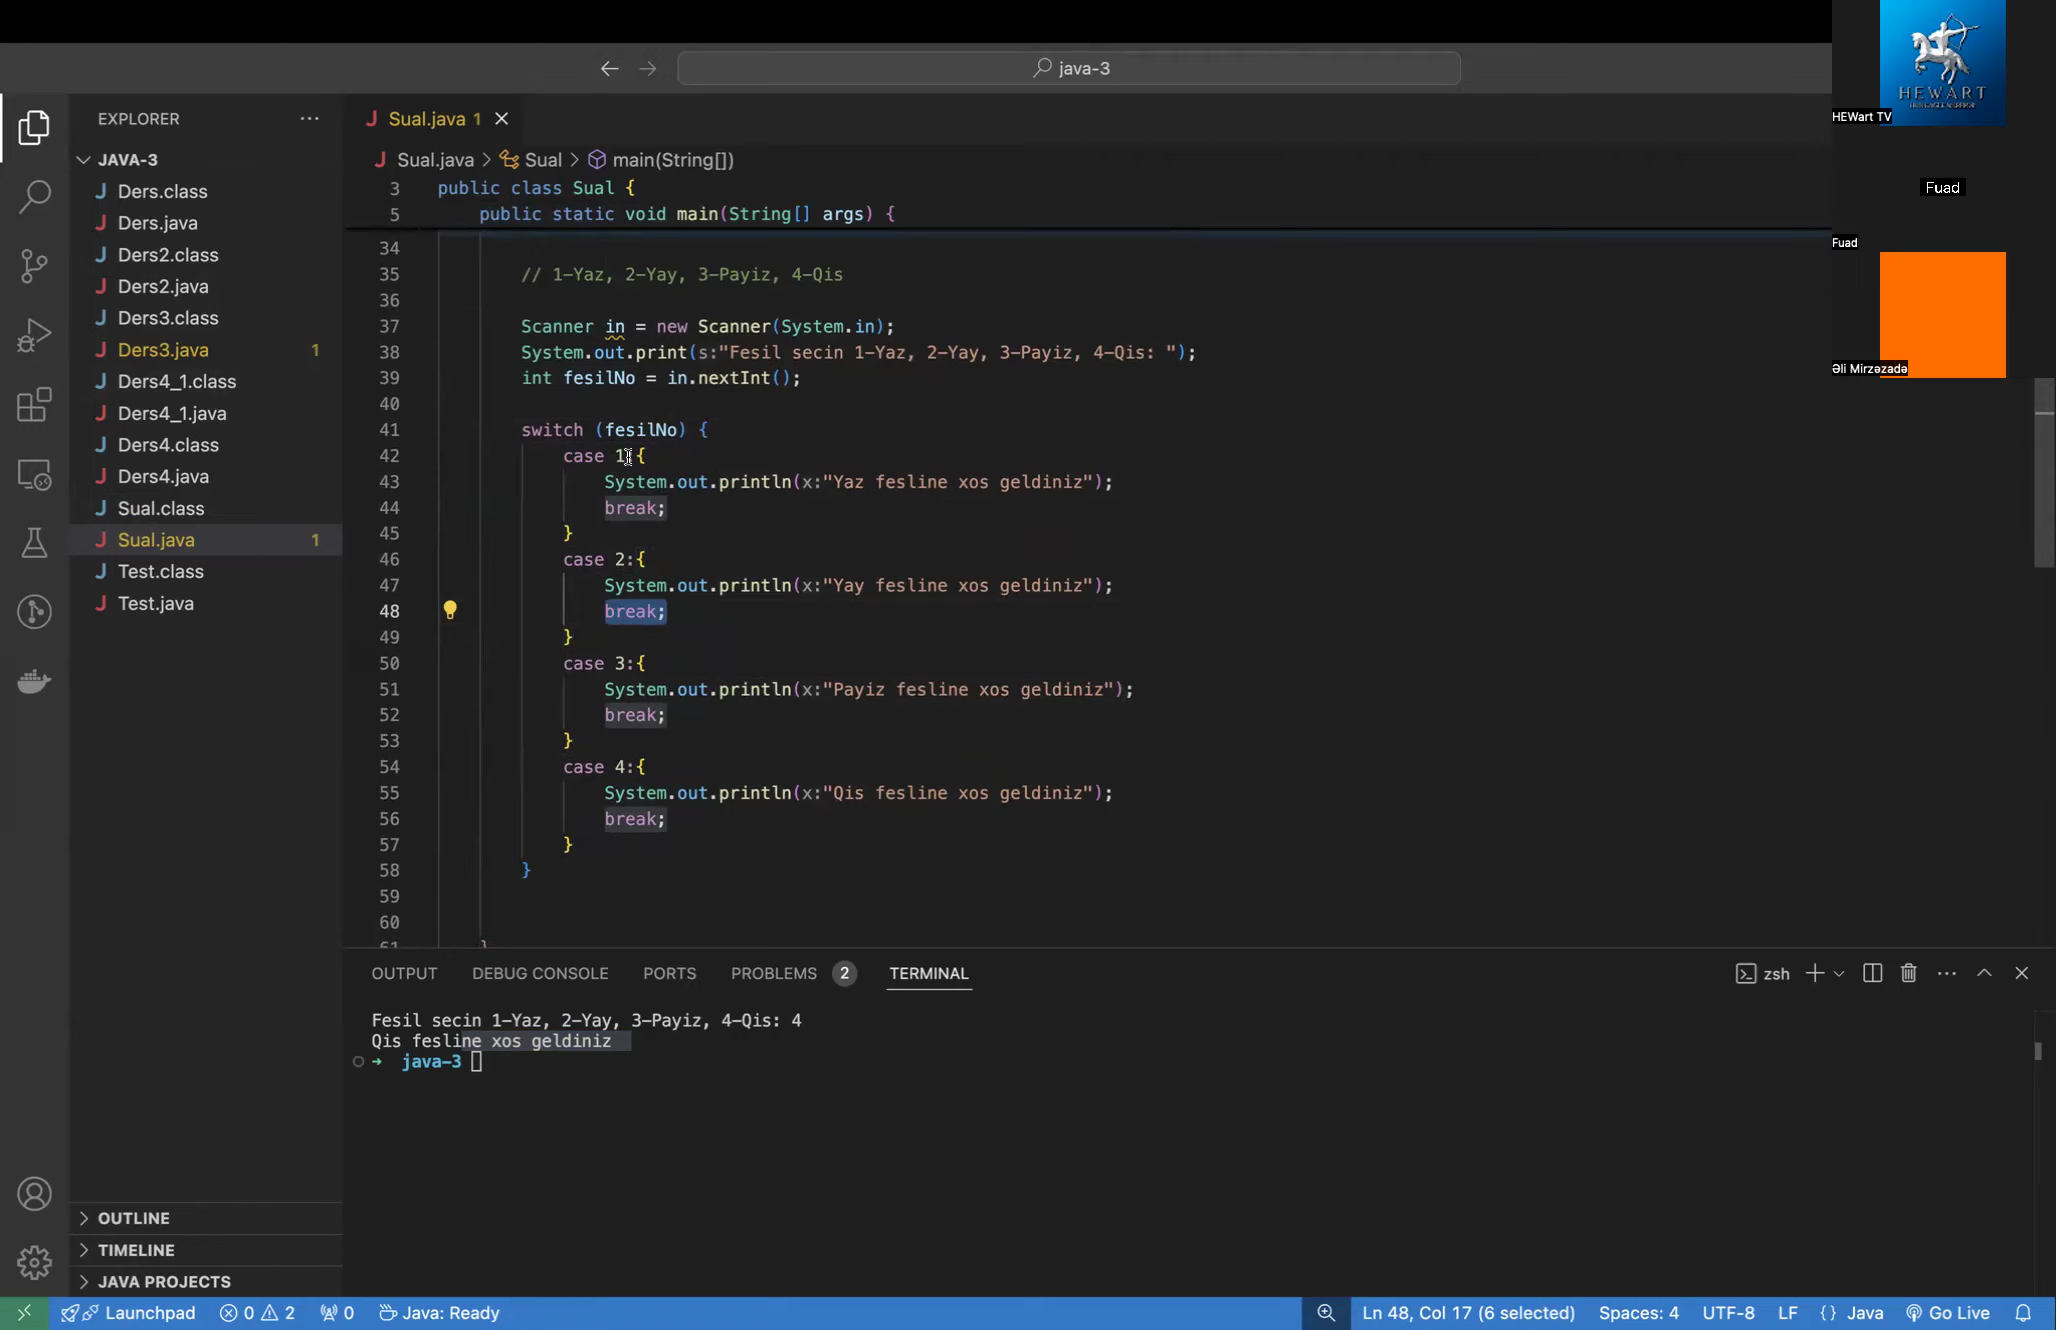 java-3
HEWART
HEWart TV
Fuad
Fuad
Əli Mirzəzadə
EXPLORER
JAVA-3
J Ders.class
J Ders.java
J Ders2.class
J Ders2.java
J Ders3.class
J Ders3.java 1
J Ders4_1.class
J Ders4_1.java
J Ders4.class
J Ders4.java
J Sual.class
J Sual.java 1
J Test.class
J Test.java
OUTLINE
TIMELINE
JAVA PROJECTS
J Sual.java 1
J Sual.java > Sual > main(String[])
3 public class Sual {
5 public static void main(String[] args) {
34
35 // 1-Yaz, 2-Yay, 3-Payiz, 4-Qis
36
37 Scanner in = new Scanner(System.in);
38 System.out.print(s:"Fesil secin 1-Yaz, 2-Yay, 3-Payiz, 4-Qis: ");
39 int fesilNo = in.nextInt();
40
41 switch (fesilNo) {
42 case 1:{
43 System.out.println(x:"Yaz fesline xos geldiniz");
44 break;
45 }
46 case 2:{
47 System.out.println(x:"Yay fesline xos geldiniz");
48 break;
49 }
50 case 3:{
51 System.out.println(x:"Payiz fesline xos geldiniz");
52 break;
53 }
54 case 4:{
55 System.out.println(x:"Qis fesline xos geldiniz");
56 break;
57 }
58 }
59
60
61 }
OUTPUT DEBUG CONSOLE PORTS PROBLEMS 2 TERMINAL
zsh
Fesil secin 1-Yaz, 2-Yay, 3-Payiz, 4-Qis: 4
Qis fesline xos geldiniz
java-3
Launchpad 0 2 0 Java: Ready
Ln 48, Col 17 (6 selected) Spaces: 4 UTF-8 LF {} Java Go Live